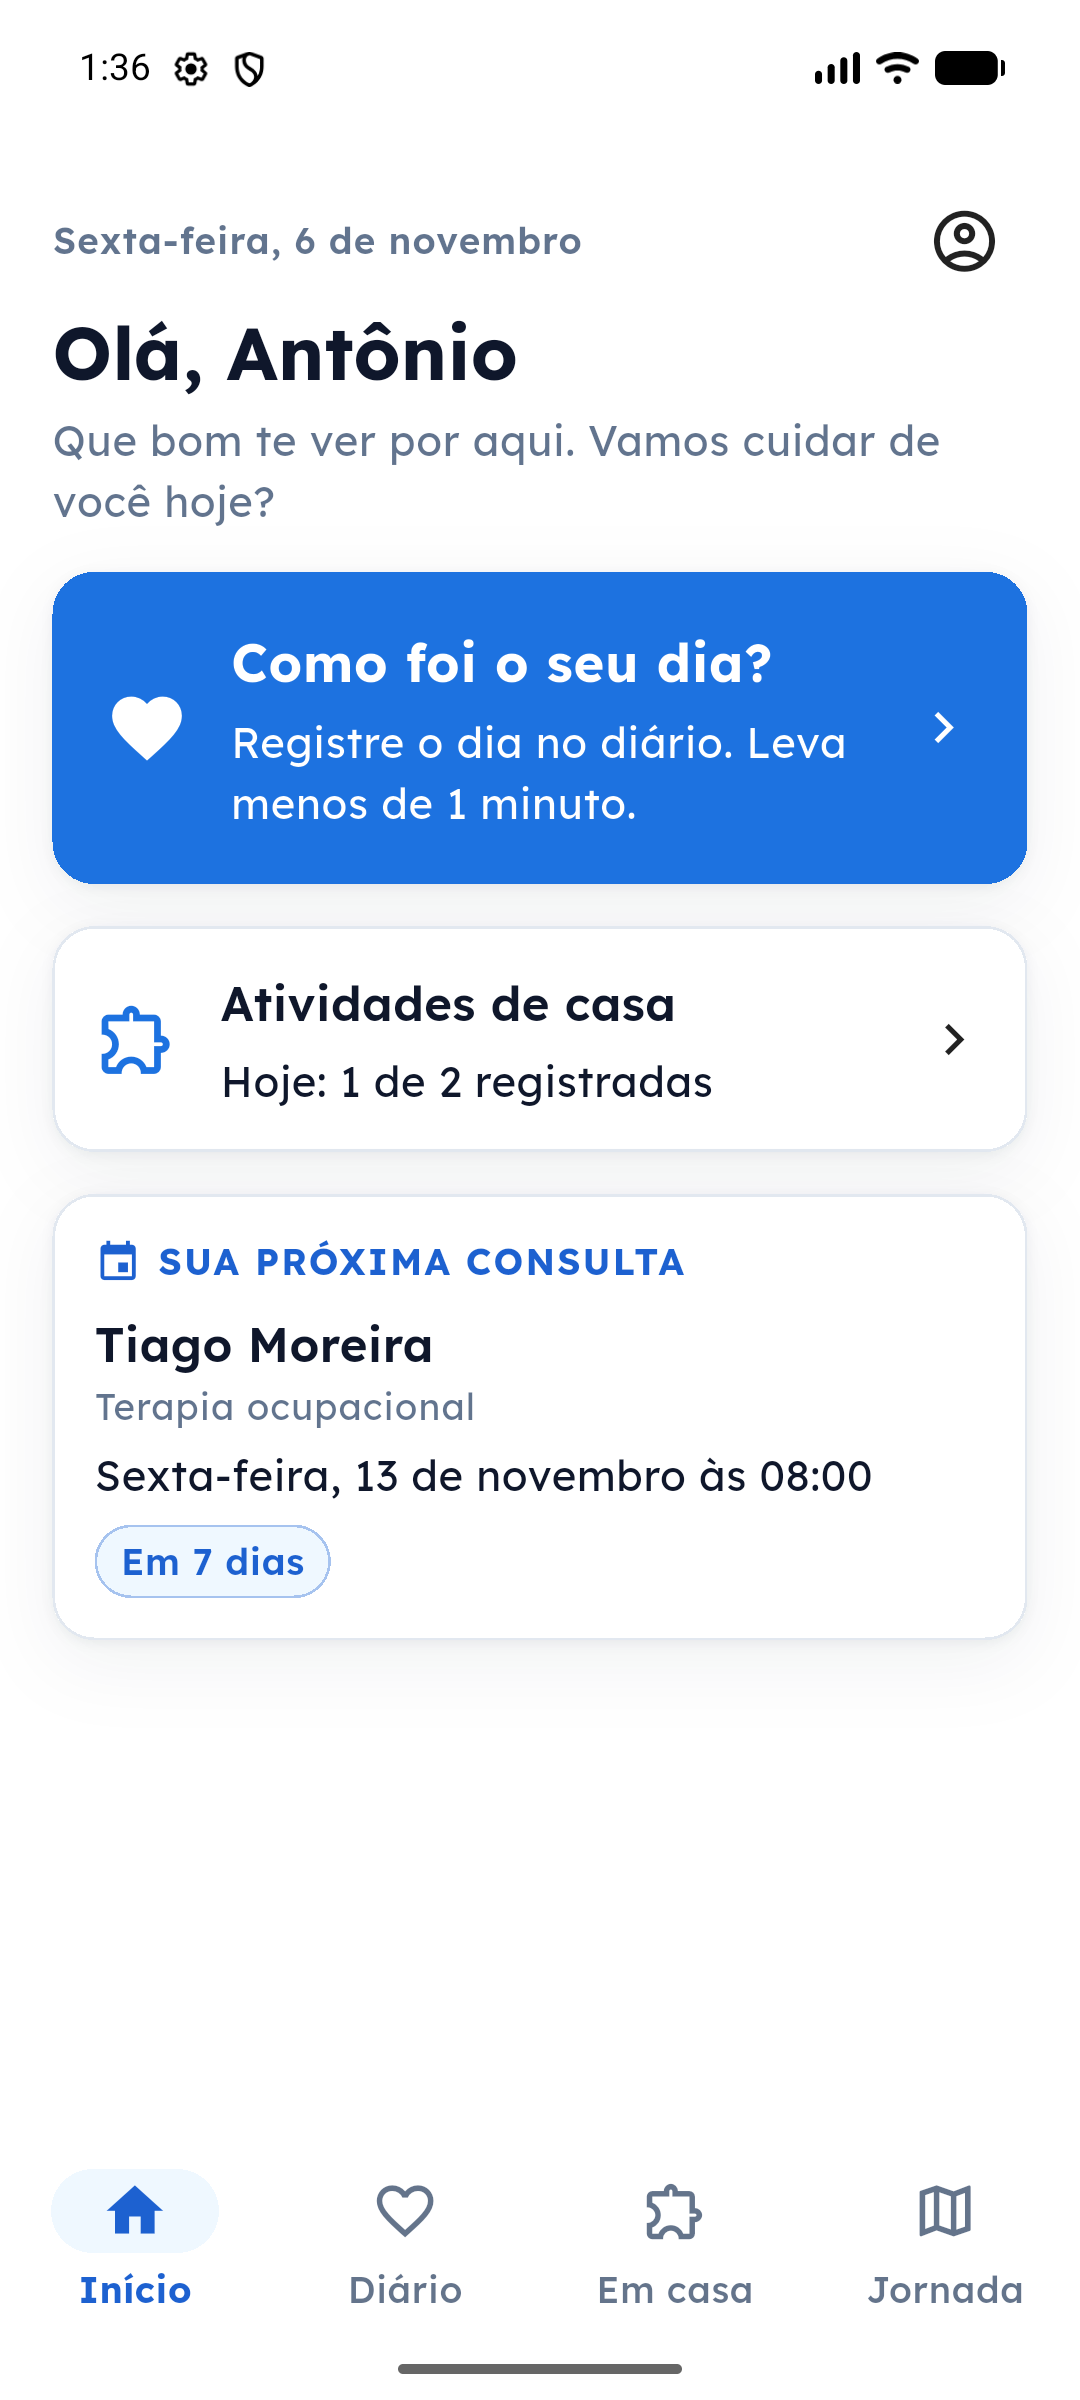 1:36
Sexta-feira, 6 de novembro
Olá, Antônio
Que bom te ver por aqui. Vamos cuidar de
você hoje?
Como foi o seu dia?
Registre o dia no diário. Leva
menos de 1 minuto.
Atividades de casa
Hoje: 1 de 2 registradas
SUA PRÓXIMA CONSULTA
Tiago Moreira
Terapia ocupacional
Sexta-feira, 13 de novembro às 08:00
Em 7 dias
Início
Diário
Em casa
Jornada